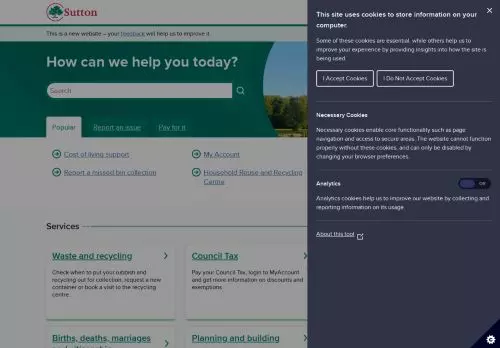 Sutton
This is a new website – your feedback will help us to improve it.
How can we help you today?
Search
Popular
Report an issue
Pay for it
Cost of living support
My Account
Report a missed bin collection
Household Reuse and Recycling
Centre
Services
Waste and recycling
Check when to put your rubbish and
recycling out for collection, request a new
container or book a visit to the recycling
centre.
Council Tax
Pay your Council Tax, login to MyAccount
and get more information on discounts and
exemptions
Births, deaths, marriages
Planning and building
This site uses cookies to store information on your
computer.
Some of these cookies are essential, while others help us to
improve your experience by providing insights into how the site is
being used.
I Accept Cookies
I Do Not Accept Cookies
Necessary Cookies
Necessary cookies enable core functionality such as page
navigation and access to secure areas. The website cannot function
properly without these cookies, and can only be disabled by
changing your browser preferences.
Analytics
Off
Analytics cookies help us to improve our website by collecting and
reporting information on its usage.
About this tool